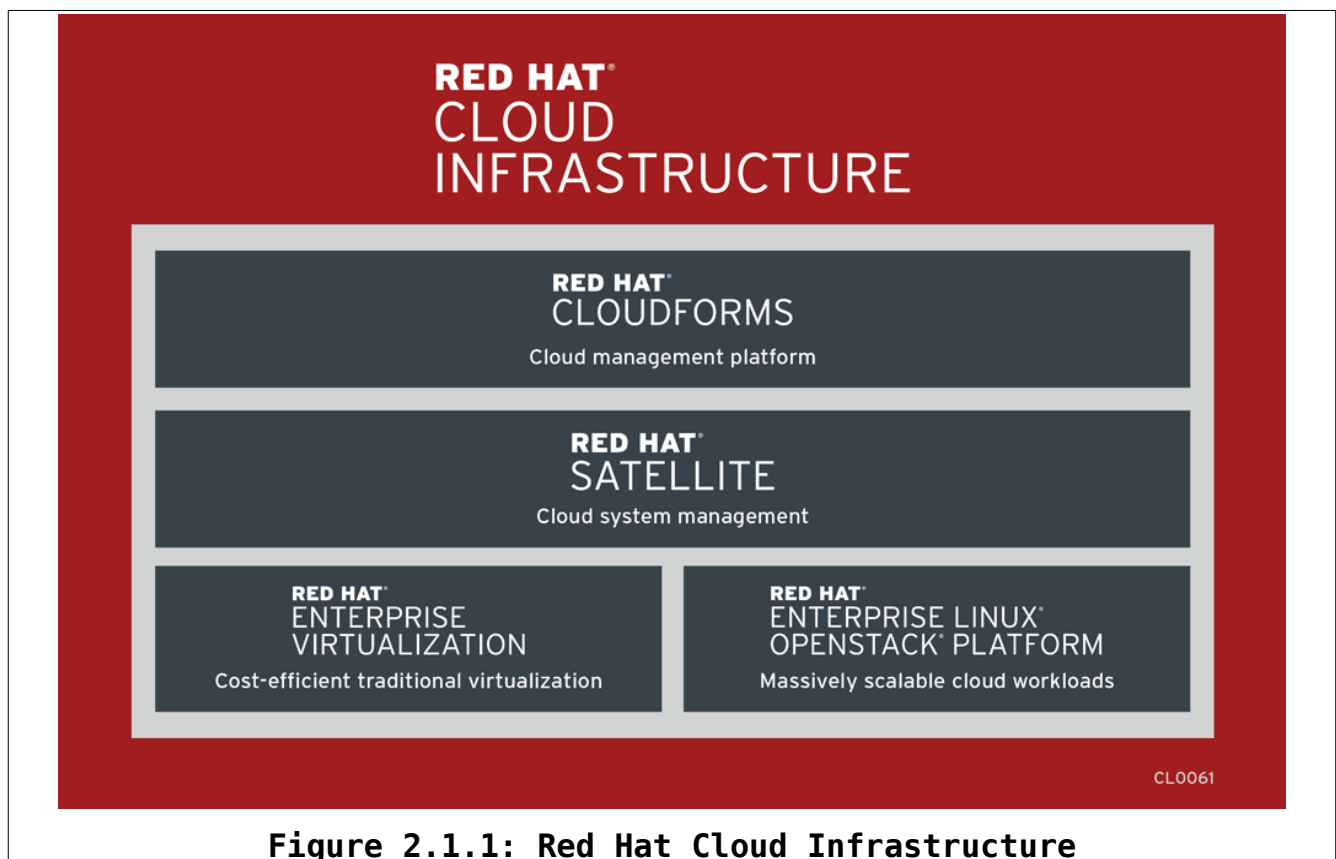 RED HAT®
CLOUD
INFRASTRUCTURE
RED HAT®
CLOUDFORMS
Cloud management platform
RED HAT®
SATELLITE
Cloud system management
RED HAT®
ENTERPRISE
VIRTUALIZATION
Cost-efficient traditional virtualization
RED HAT®
ENTERPRISE LINUX®
OPENSTACK® PLATFORM
Massively scalable cloud workloads
CL0061
Figure 2.1.1: Red Hat Cloud Infrastructure